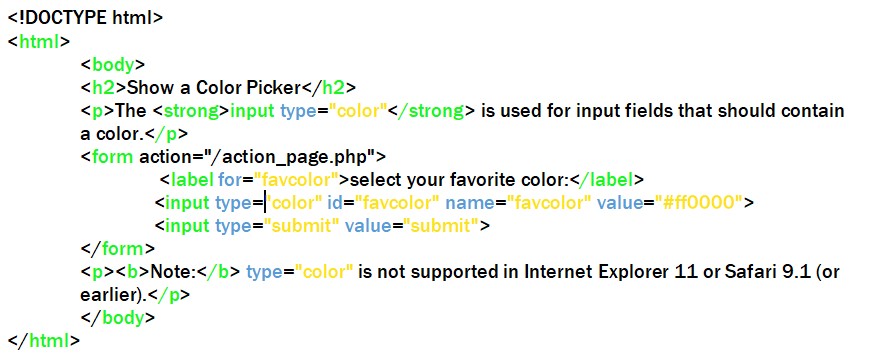 <!DOCTYPE html>
<html>
<body>
<h2>Show a Color Picker</h2>
<p>The <strong>input type="color"</strong> is used for input fields that should contain
a color.</p>
<form action="/action_page.php">
<label for="favcolor">select your favorite color:</label>
<input type="color" id="favcolor" name="favcolor" value="#ff0000">
<input type="submit" value="submit">
</form>
<p><b>Note:</b> type="color" is not supported in Internet Explorer 11 or Safari 9.1 (or
earlier).</p>
</body>
</html>